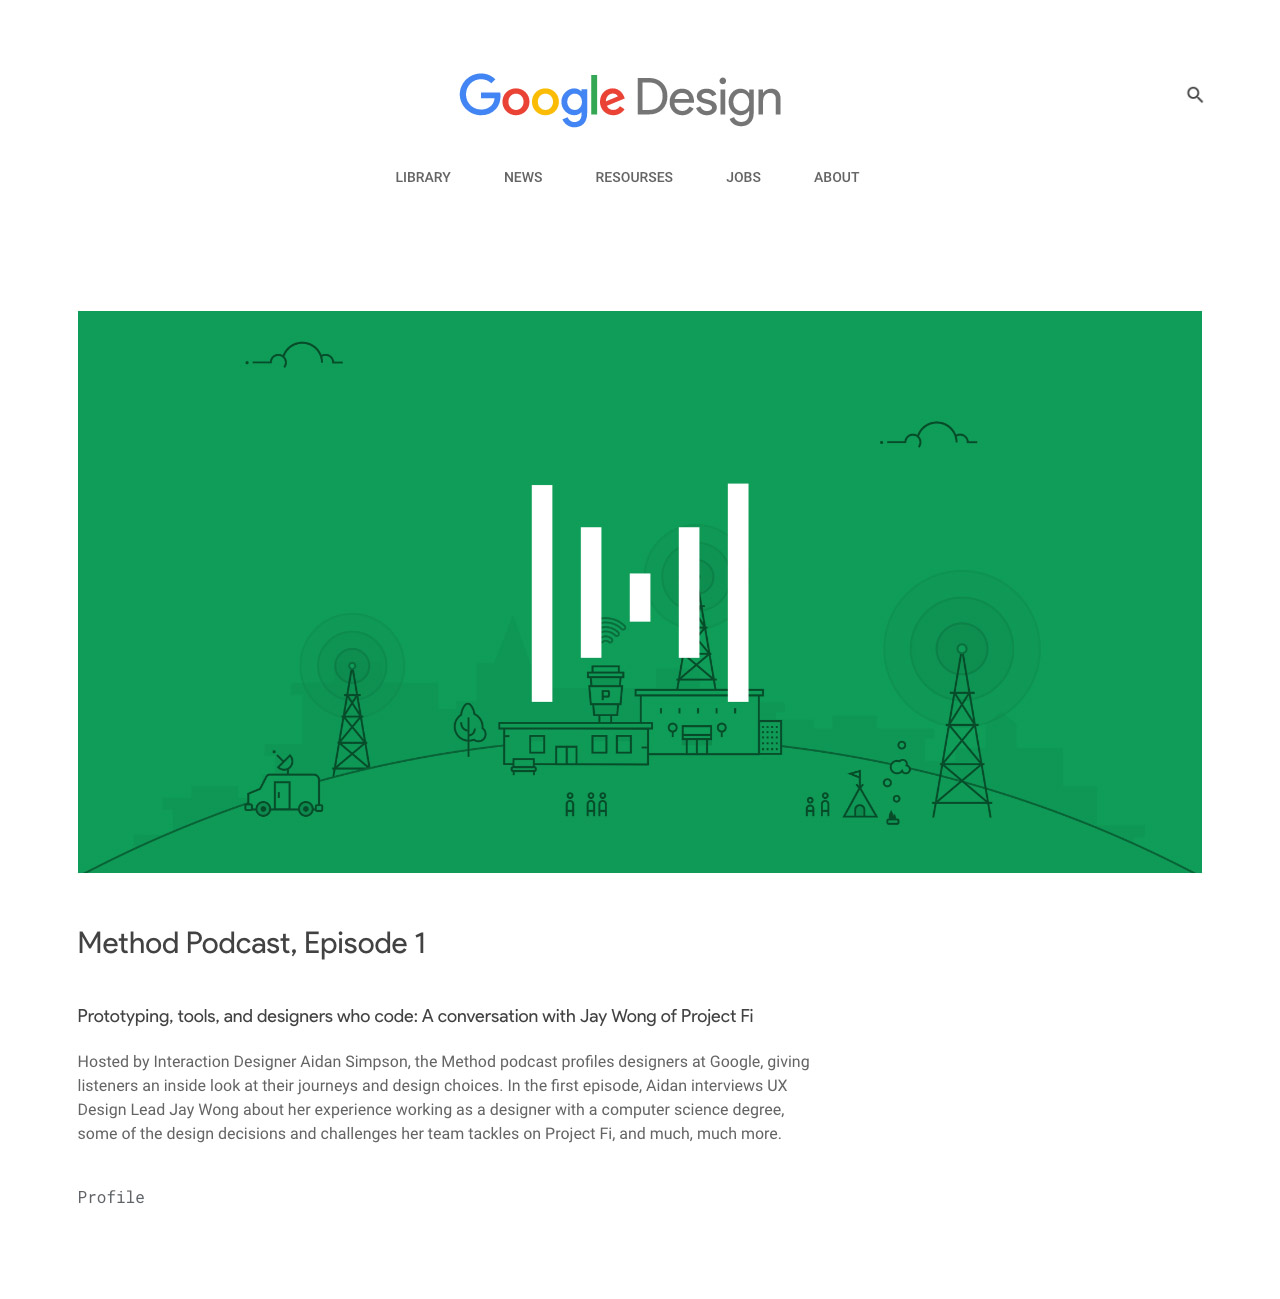 Google Design
LIBRARY NEWS RESOURSES JOBS ABOUT
Method Podcast, Episode 1
Prototyping, tools, and designers who code: A conversation with Jay Wong of Project Fi
Hosted by Interaction Designer Aidan Simpson, the Method podcast profiles designers at Google, giving
listeners an inside look at their journeys and design choices. In the first episode, Aidan interviews UX
Design Lead Jay Wong about her experience working as a designer with a computer science degree,
some of the design decisions and challenges her team tackles on Project Fi, and much, much more.
Profile